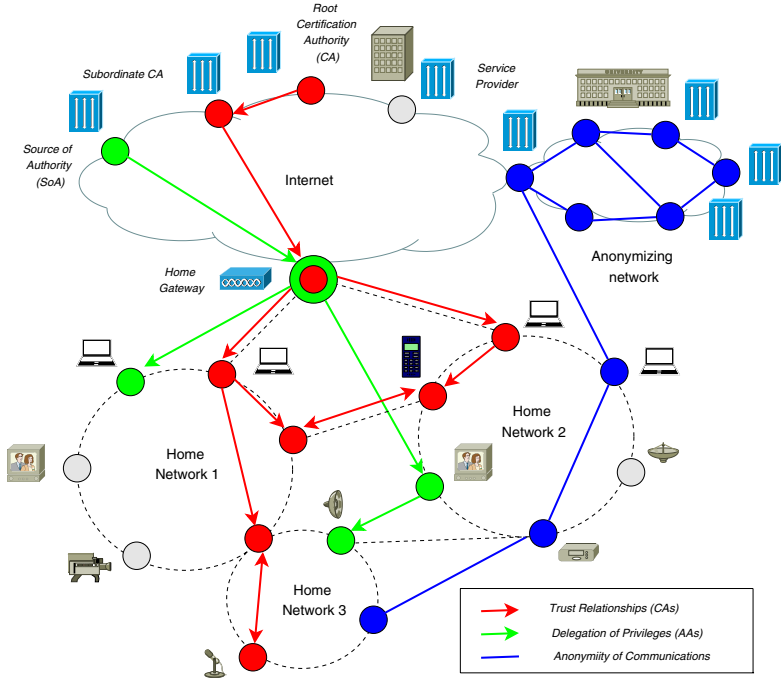 Root
Certification
Authority
(CA)
Subordinate CA
Service
Provider
UNIVERSITY
Source of
Authority
(SoA)
Internet
Anonymizing
network
Home
Gateway
Home
Network 2
Home
Network 1
Home
Network 3
Trust Relationships (CAs)
Delegation of Privileges (AAs)
Anonymiity of Communications